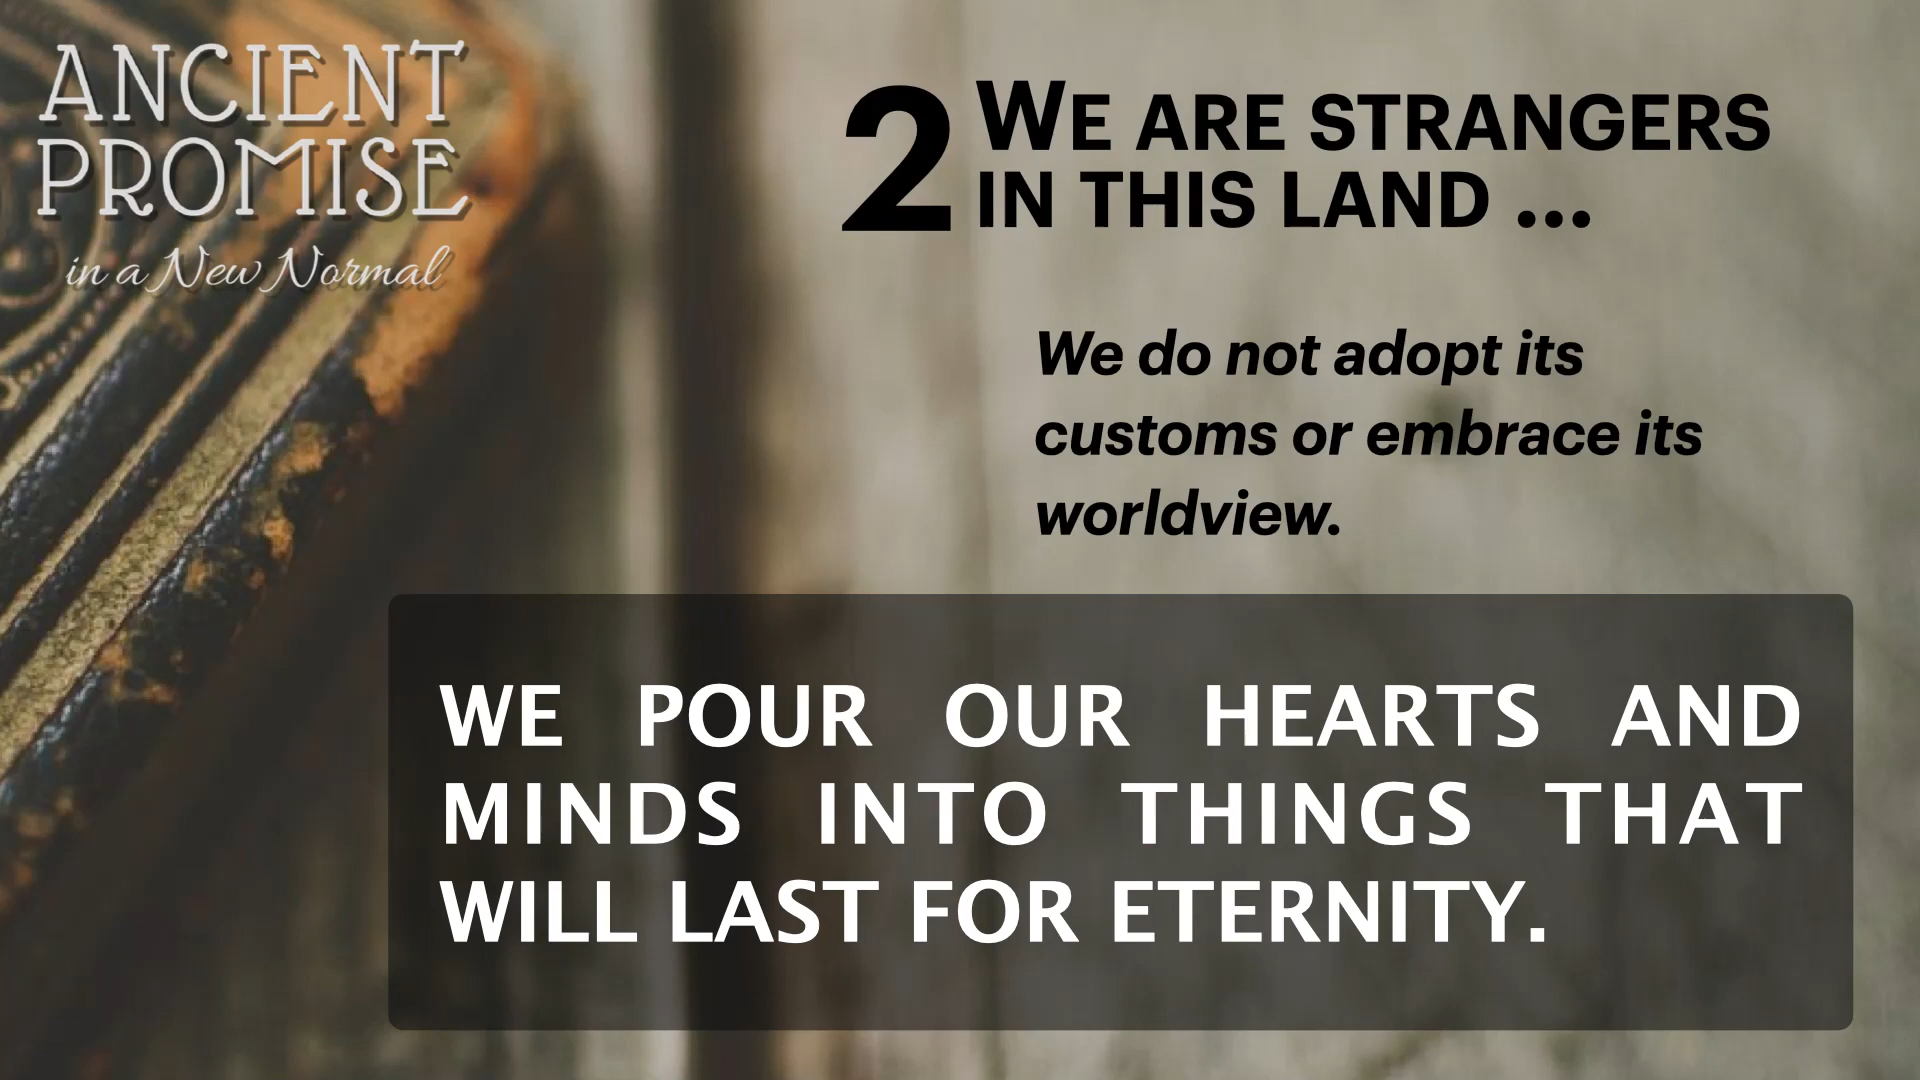 ANCIENT
PROMISE
in a New Normal
2 WE ARE STRANGERS
IN THIS LAND ...
We do not adopt its
customs or embrace its
worldview.
WE POUR OUR HEARTS AND
MINDS INTO THINGS THAT
WILL LAST FOR ETERNITY.